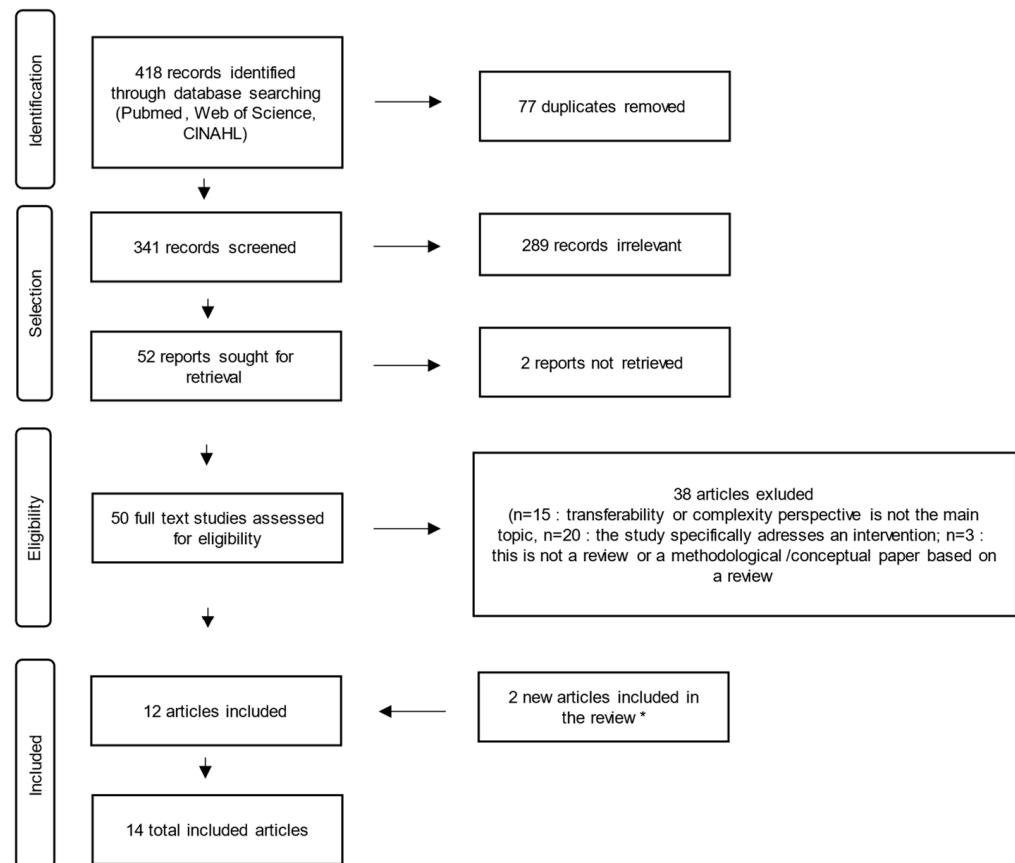 Identification
418 records identified
through database searching
(Pubmed, Web of Science,
CINAHL)
77 duplicates removed
Selection
341 records screened
289 records irrelevant
52 reports sought for
retrieval
2 reports not retrieved
Eligibility
50 full text studies assessed
for eligibility
38 articles exluded
(n=15 : transferability or complexity perspective is not the main
topic, n=20 : the study specifically adresses an intervention; n=3 :
this is not a review or a methodological/conceptual paper based on
a review
Included
12 articles included
2 new articles included in
the review *
14 total included articles